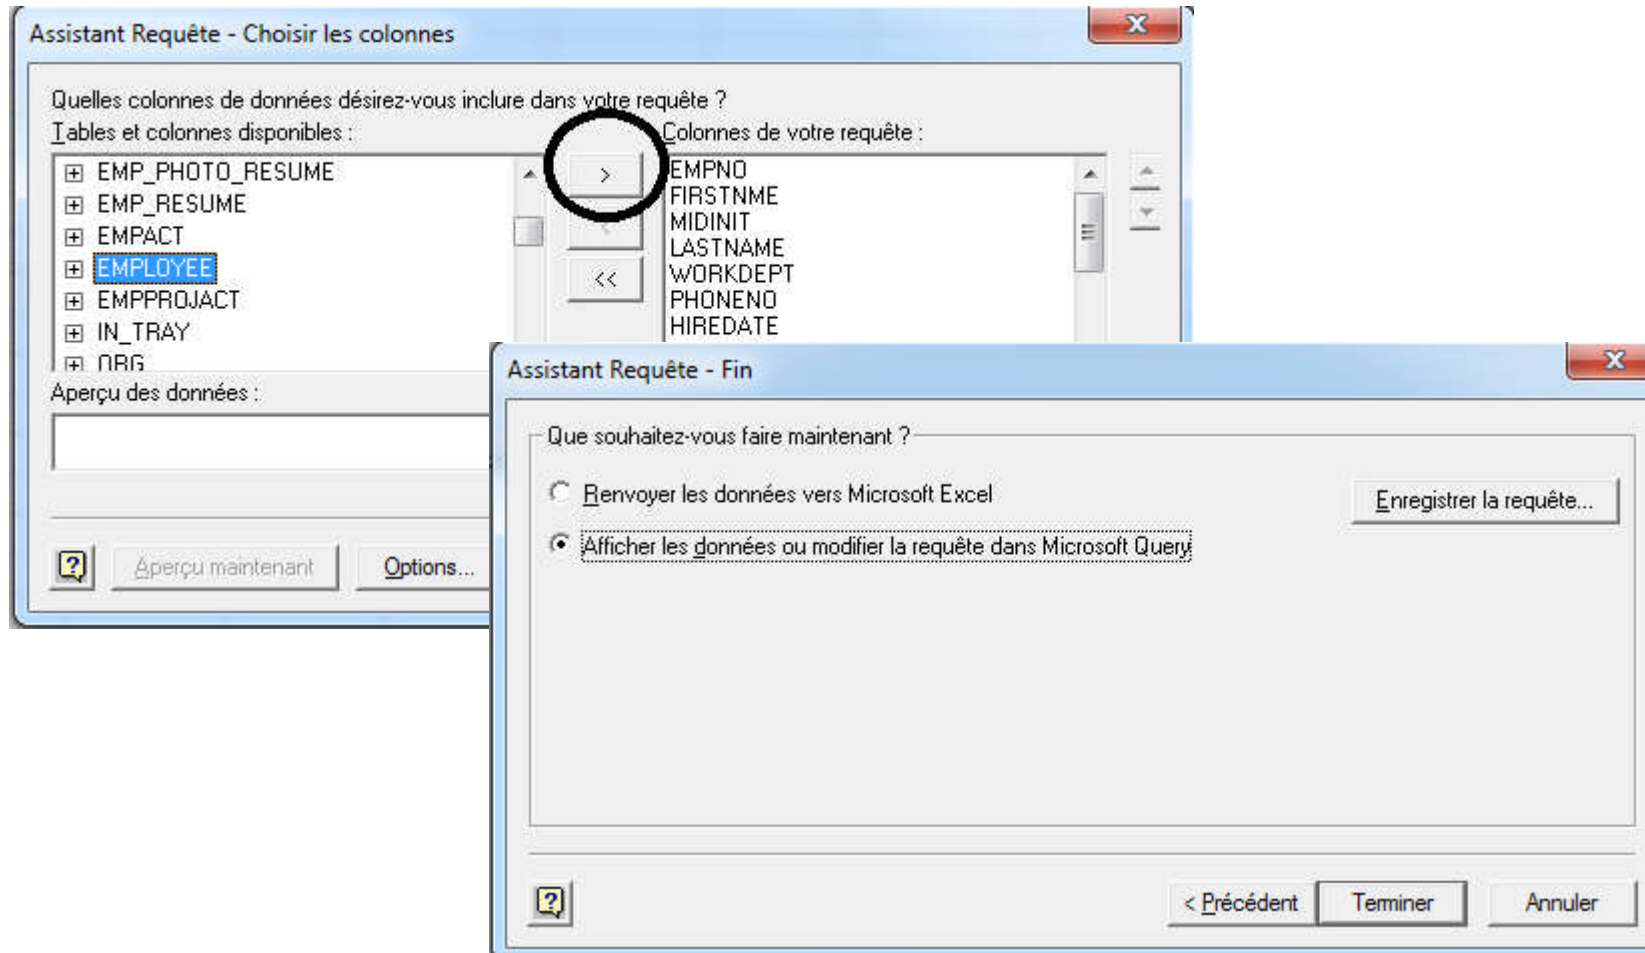 Assistant Requête - Choisir les colonnes
Quelles colonnes de données désirez-vous inclure dans votre requête ?
Tables et colonnes disponibles :
Colonnes de votre requête :
EMP_PHOTO_RESUME
EMP_RESUME
EMPACT
EMPLOYEE
EMPPROJACT
IN_TRAY
ORG
>
<
<<
EMPNO
FIRSTNME
MIDINIT
LASTNAME
WORKDEPT
PHONENO
HIREDATE
Aperçu des données :
Aperçu maintenant
Options...
Assistant Requête - Fin
Que souhaitez-vous faire maintenant ?
Renvoyer les données vers Microsoft Excel
Enregistrer la requête...
Afficher les données ou modifier la requête dans Microsoft Query
< Précédent
Terminer
Annuler